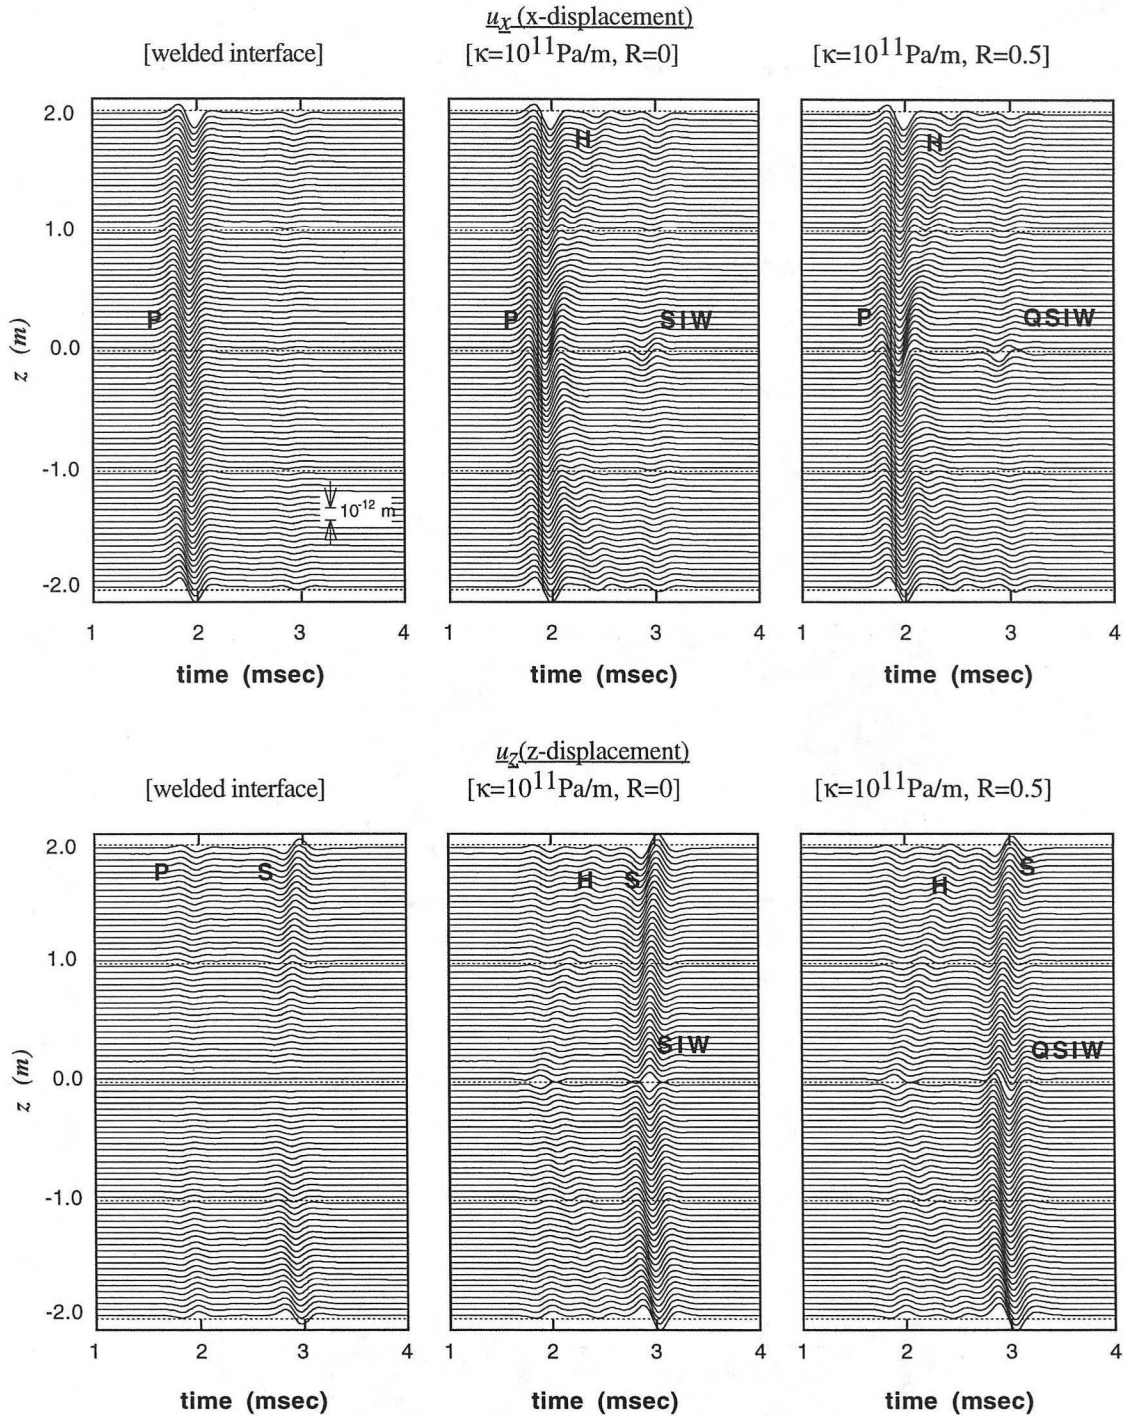 u_x (x-displacement)
[welded interface] [κ=10^11 Pa/m, R=0] [κ=10^11 Pa/m, R=0.5]
2.0 H H
1.0
P P SIW P QSIW
0.0
z (m)
-1.0
10^-12 m
-2.0
1 2 3 4 1 2 3 4 1 2 3 4
time (msec) time (msec) time (msec)
u_z (z-displacement)
[welded interface] [κ=10^11 Pa/m, R=0] [κ=10^11 Pa/m, R=0.5]
2.0
P S H S H S
1.0
SIW QSIW
0.0
z (m)
-1.0
-2.0
1 2 3 4 1 2 3 4 1 2 3 4
time (msec) time (msec) time (msec)